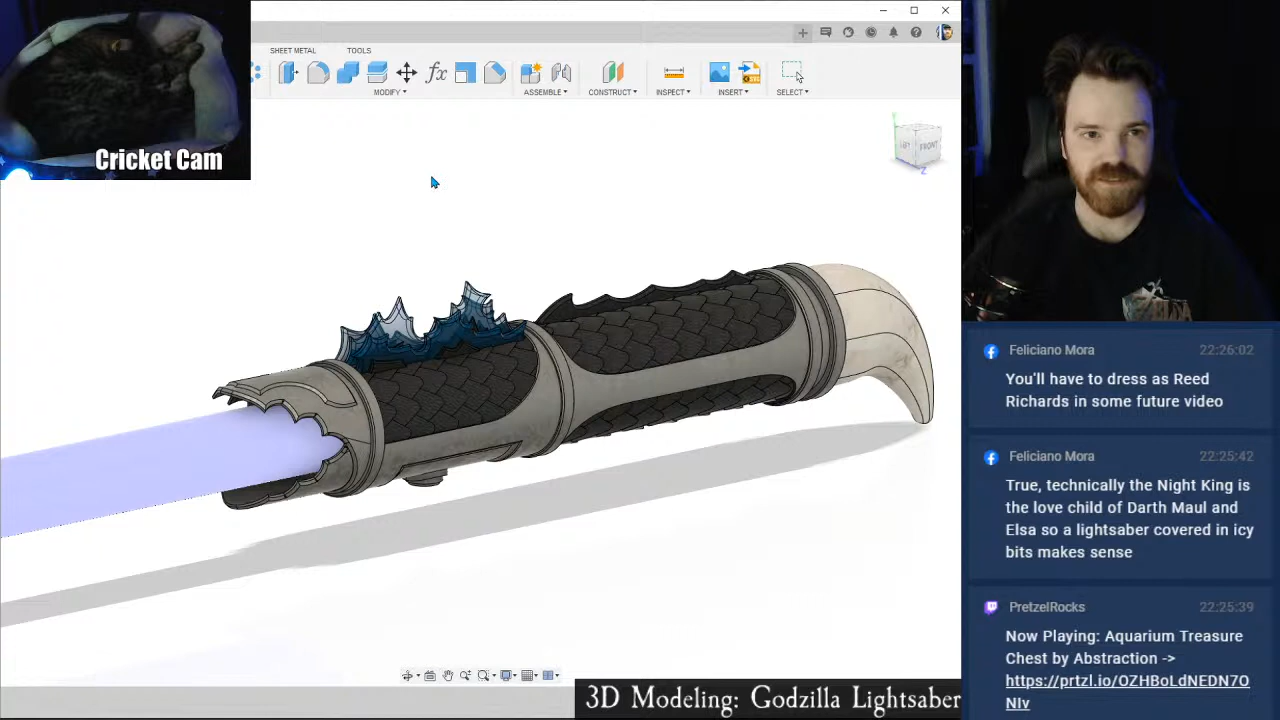 SHEET METAL TOOLS
MODIFY ASSEMBLE CONSTRUCT INSPECT INSERT SELECT
Cricket Cam
Y
LEFT FRONT
Z
Feliciano Mora 22:26:02
You'll have to dress as Reed
Richards in some future video
Feliciano Mora 22:25:42
True, technically the Night King is
the love child of Darth Maul and
Elsa so a lightsaber covered in icy
bits makes sense
PretzelRocks 22:25:39
Now Playing: Aquarium Treasure
Chest by Abstraction ->
https://prtzl.io/OZHBoLdNEDN7O
NIv
3D Modeling: Godzilla Lightsaber